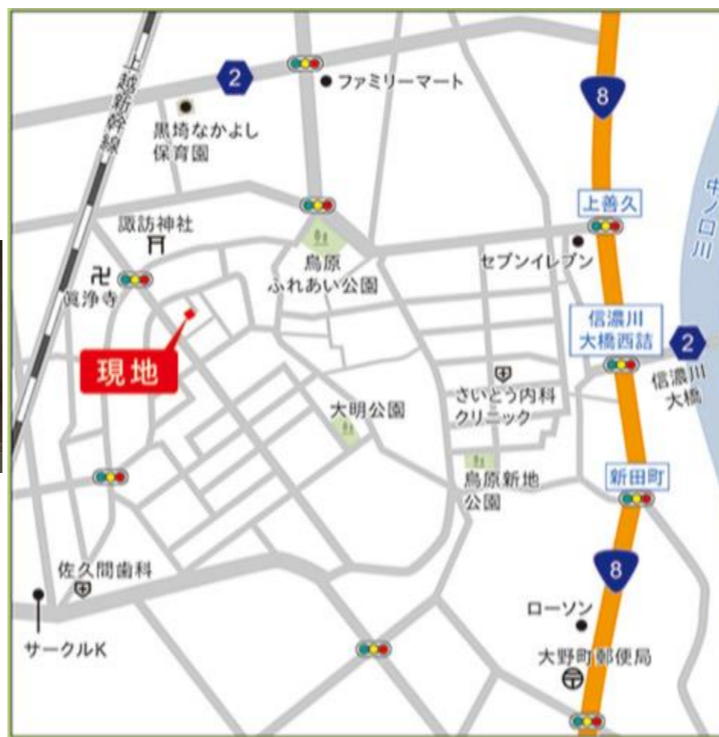 8
2
ファミリーマート
上越新幹線
黒埼なかよし
保育園
中ノ口川
上善久
諏訪神社
烏原
ふれあい公園
セブンイレブン
眞浄寺
信濃川
大橋西詰
2
信濃川
大橋
現地
さいとう内科
クリニック
大明公園
新田町
烏原新地
公園
佐久間歯科
8
ローソン
サークルK
大野町郵便局